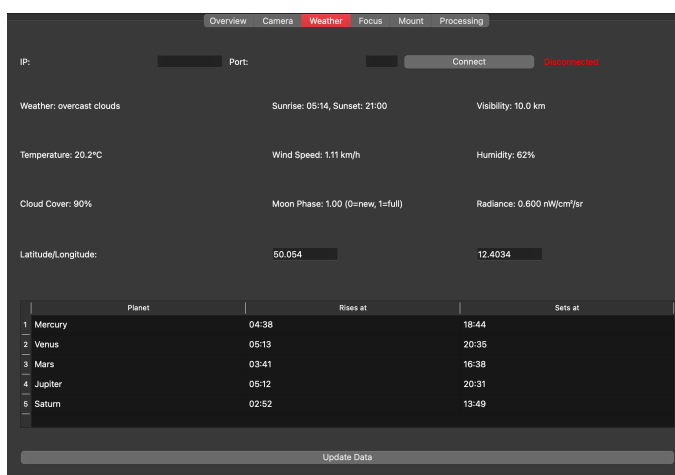 Overview Camera Weather Focus Mount Processing
IP: Port: Connect Disconnected
Weather: overcast clouds Sunrise: 05:14, Sunset: 21:00 Visibility: 10.0 km
Temperature: 20.2°C Wind Speed: 1.11 km/h Humidity: 62%
Cloud Cover: 90% Moon Phase: 1.00 (0=new, 1=full) Radiance: 0.600 nW/cm²/sr
Latitude/Longitude: 50.054 12.4034
Planet Rises at Sets at
1 Mercury 04:38 18:44
2 Venus 05:13 20:35
3 Mars 03:41 16:38
4 Jupiter 05:12 20:31
5 Saturn 02:52 13:49
Update Data